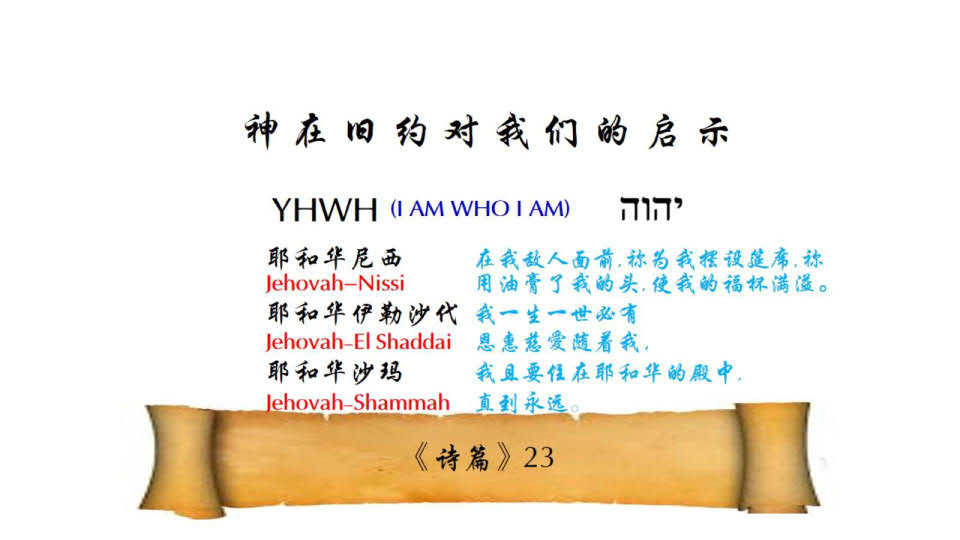 神在旧约对我们的启示
YHWH (I AM WHO I AM) יהוה
耶和华尼西 在我敌人面前,祢为我摆设筵席,祢
Jehovah-Nissi 用油膏了我的头,使我的福杯满溢。
耶和华伊勒沙代 我一生一世必有
Jehovah-El Shaddai 恩惠慈愛随着我,
耶和华沙玛 我且要住在耶和华的殿中,
Jehovah-Shammah 直到永远。
《诗篇》23